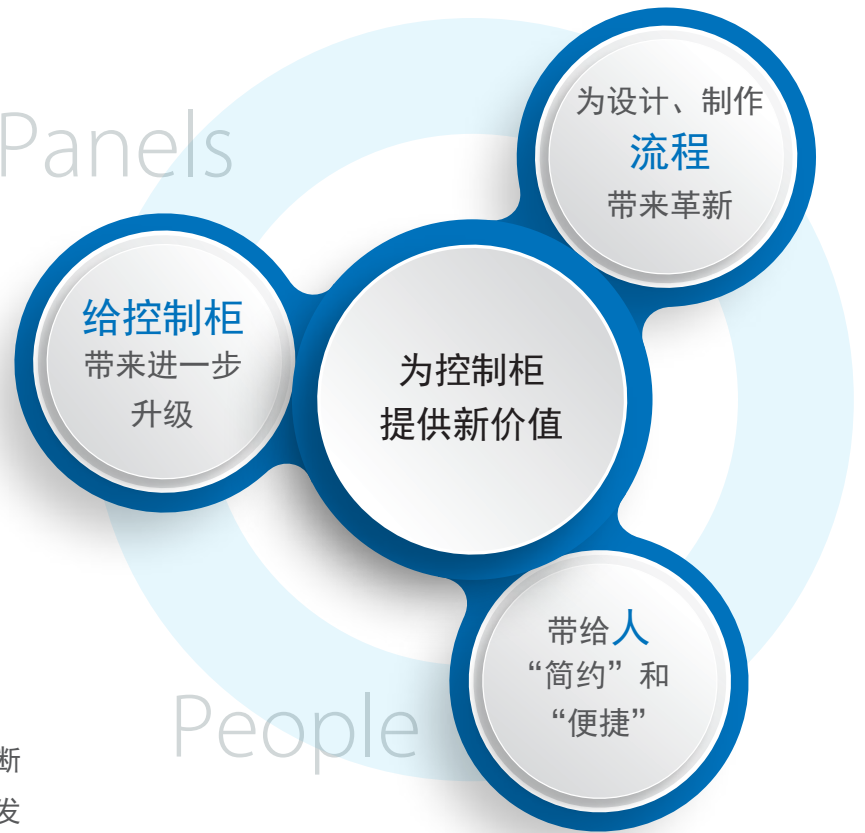 Panels
为设计、制作
流程
带来革新
给控制柜
带来进一步
升级
为控制柜
提供新价值
带给人
“简约”和
“便捷”
People
断
发